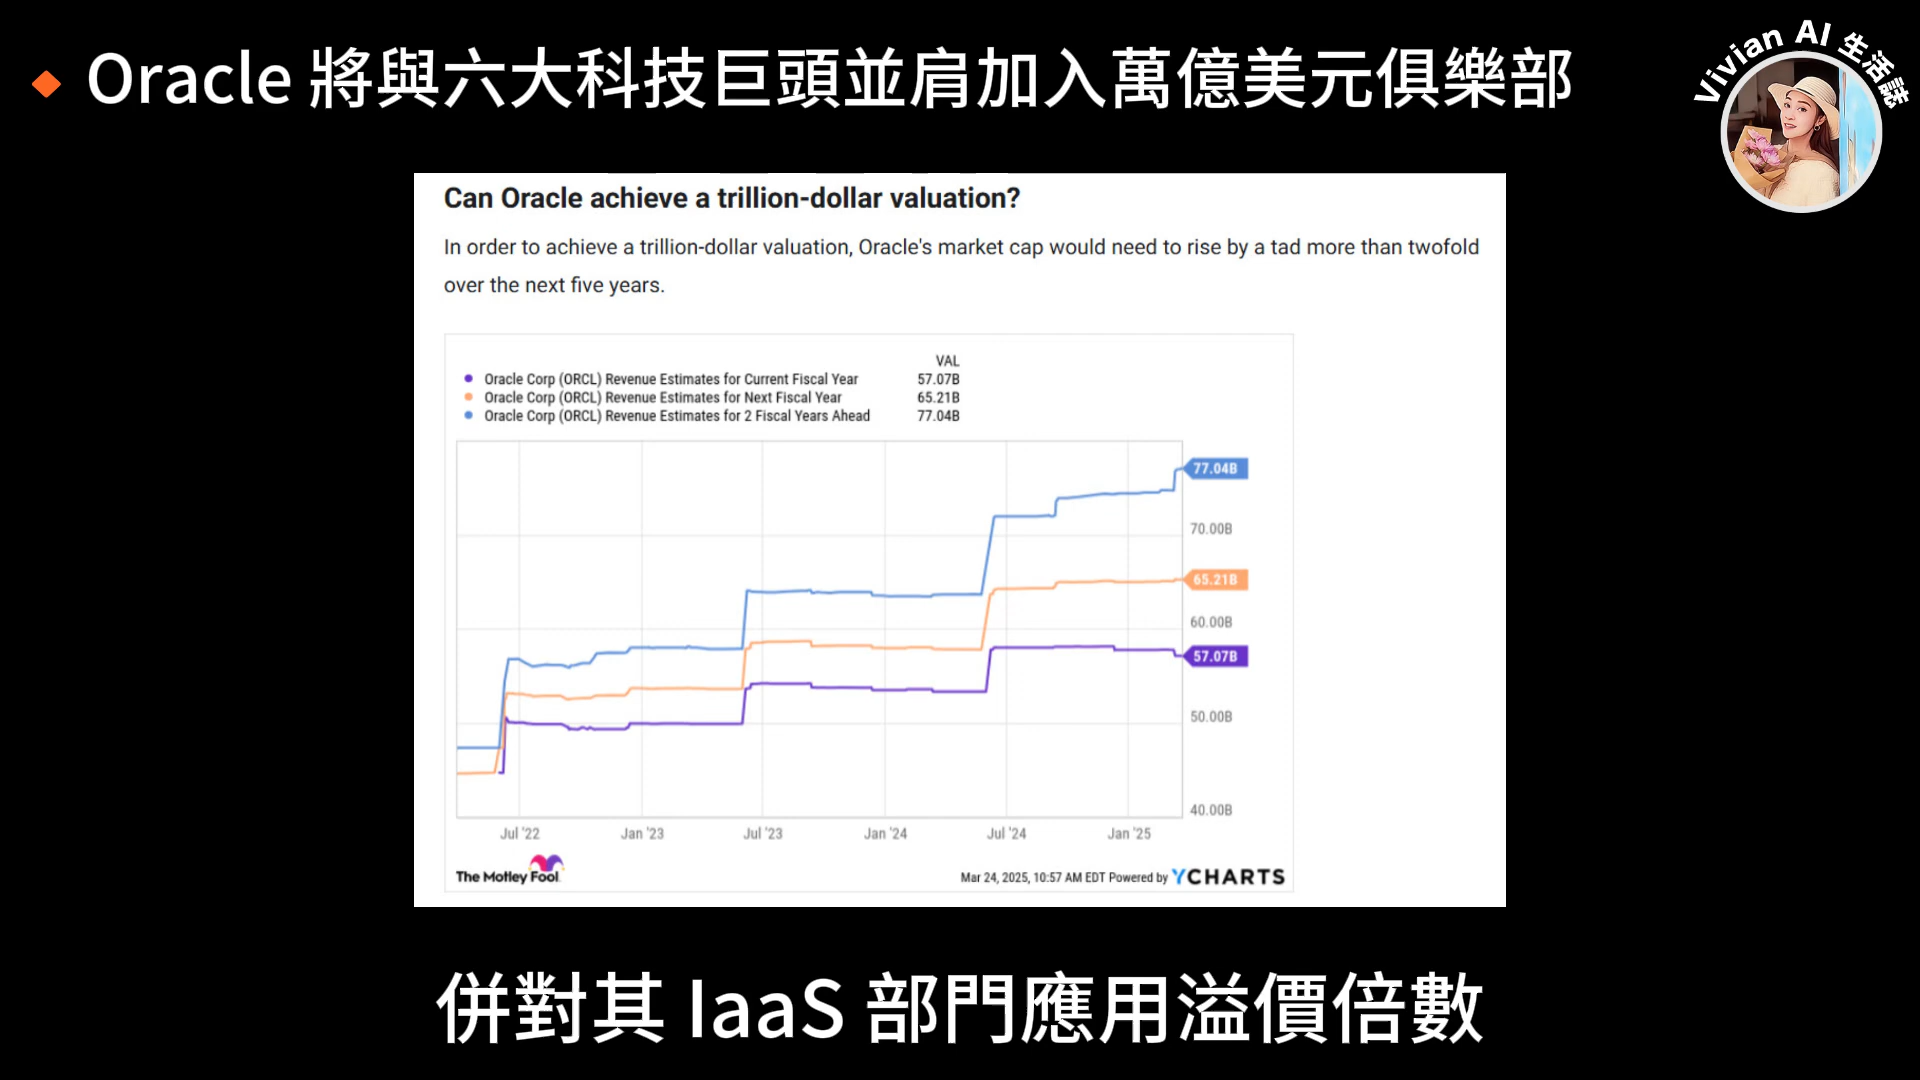 Oracle 將與六大科技巨頭並肩加入萬億美元俱樂部
Vivian AI 生活誌
Can Oracle achieve a trillion-dollar valuation?
In order to achieve a trillion-dollar valuation, Oracle's market cap would need to rise by a tad more than twofold
over the next five years.
VAL
Oracle Corp (ORCL) Revenue Estimates for Current Fiscal Year 57.07B
Oracle Corp (ORCL) Revenue Estimates for Next Fiscal Year 65.21B
Oracle Corp (ORCL) Revenue Estimates for 2 Fiscal Years Ahead 77.04B
77.04B
70.00B
65.21B
60.00B
57.07B
50.00B
40.00B
Jul '22 Jan '23 Jul '23 Jan '24 Jul '24 Jan '25
The Motley Fool
Mar 24, 2025, 10:57 AM EDT Powered by YCHARTS
併對其 IaaS 部門應用溢價倍數